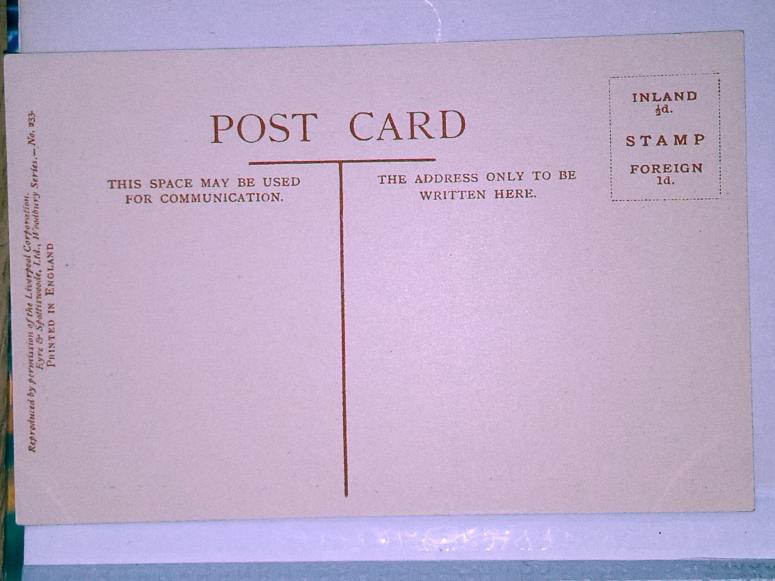 POST CARD
THIS SPACE MAY BE USED
FOR COMMUNICATION.
THE ADDRESS ONLY TO BE
WRITTEN HERE.
INLAND
½d.
STAMP
FOREIGN
1d.
Reproduced by permission of the Liverpool Corporation.
Eyre & Spottiswoode, Ltd., Woodbury Series.—No. 933.
PRINTED IN ENGLAND